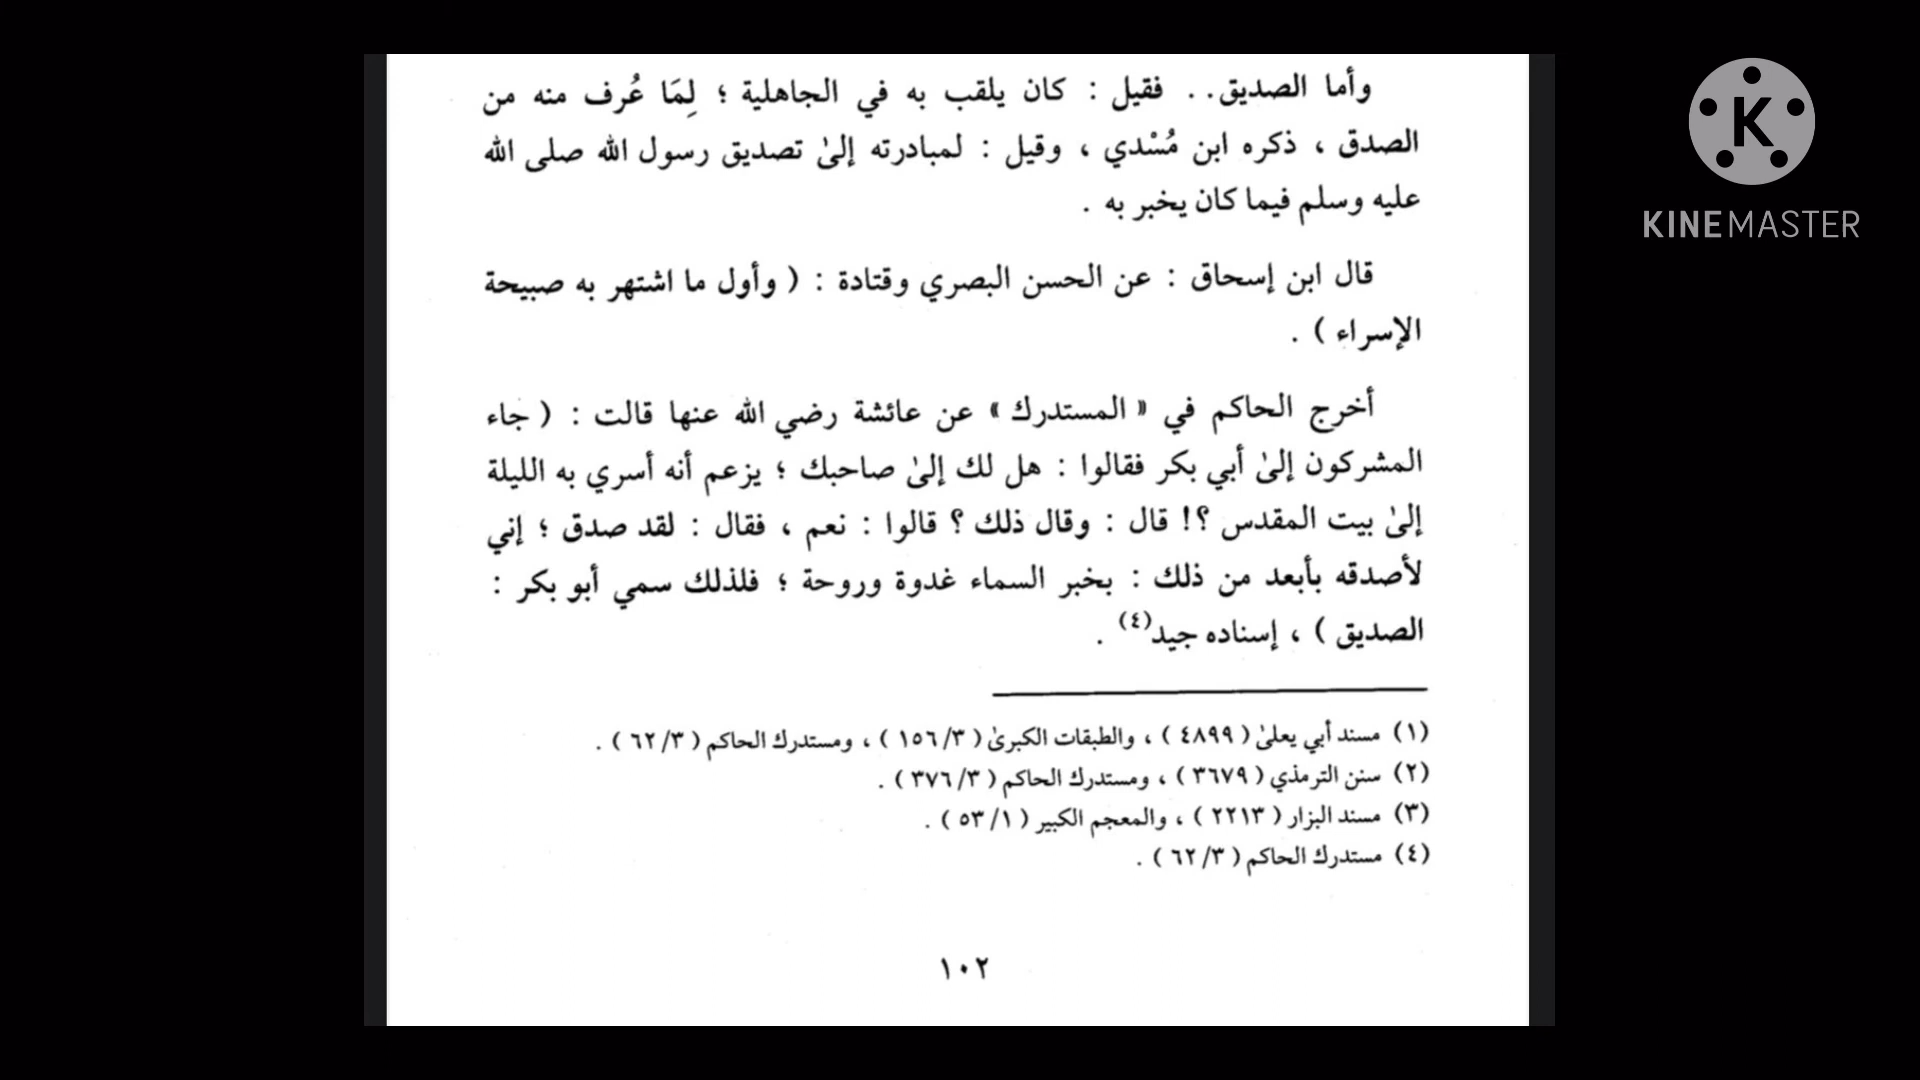 وأما الصديق.. فقيل : كان يلقب به في الجاهلية ؛ لِمَا عُرِف منه من
الصدق ، ذكره ابن مُسْدي ، وقيل : لمبادرته إلىٰ تصديق رسول الله صلى الله
عليه وسلم فيما كان يخبر به .
قال ابن إسحاق : عن الحسن البصري وقتادة : ( وأول ما اشتهر به صبيحة
الإسراء ) .
أخرج الحاكم في « المستدرك » عن عائشة رضي الله عنها قالت : ( جاء
المشركون إلىٰ أبي بكر فقالوا : هل لك إلىٰ صاحبك ؛ يزعم أنه أسري به الليلة
إلىٰ بيت المقدس ؟! قال : وقال ذلك ؟ قالوا : نعم ، فقال : لقد صدق ؛ إني
لأصدقه بأبعد من ذلك : بخبر السماء غدوة وروحة ؛ فلذلك سمي أبو بكر :
الصديق ) ، إسناده جيد(٤) .
(١) مسند أبي يعلىٰ ( ٤٨٩٩ ) ، والطبقات الكبرىٰ ( ٣/ ١٥٦ ) ، ومستدرك الحاكم ( ٣/ ٦٢ ) .
(٢) سنن الترمذي ( ٣٦٧٩ ) ، ومستدرك الحاكم ( ٣/ ٣٧٦ ) .
(٣) مسند البزار ( ٢٢١٣ ) ، والمعجم الكبير ( ١/ ٥٣ ) .
(٤) مستدرك الحاكم ( ٣/ ٦٢ ) .
١٠٢
K
KINEMASTER